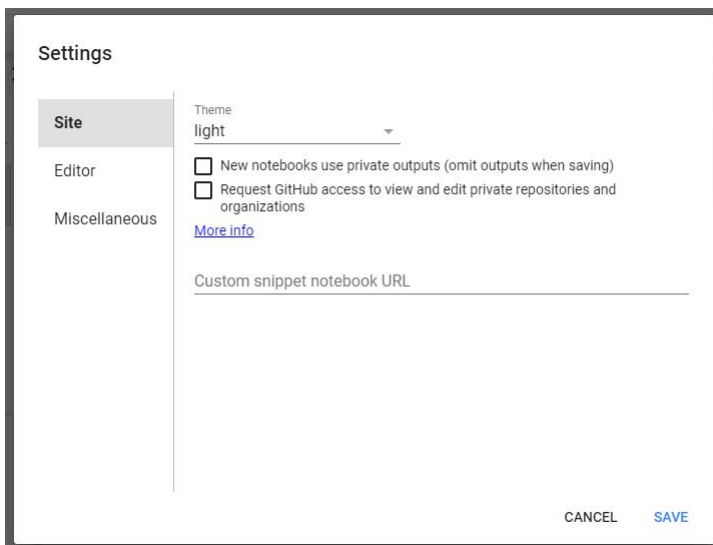 Settings
Site
Editor
Miscellaneous
Theme
light
New notebooks use private outputs (omit outputs when saving)
Request GitHub access to view and edit private repositories and
organizations
More info
Custom snippet notebook URL
CANCEL
SAVE